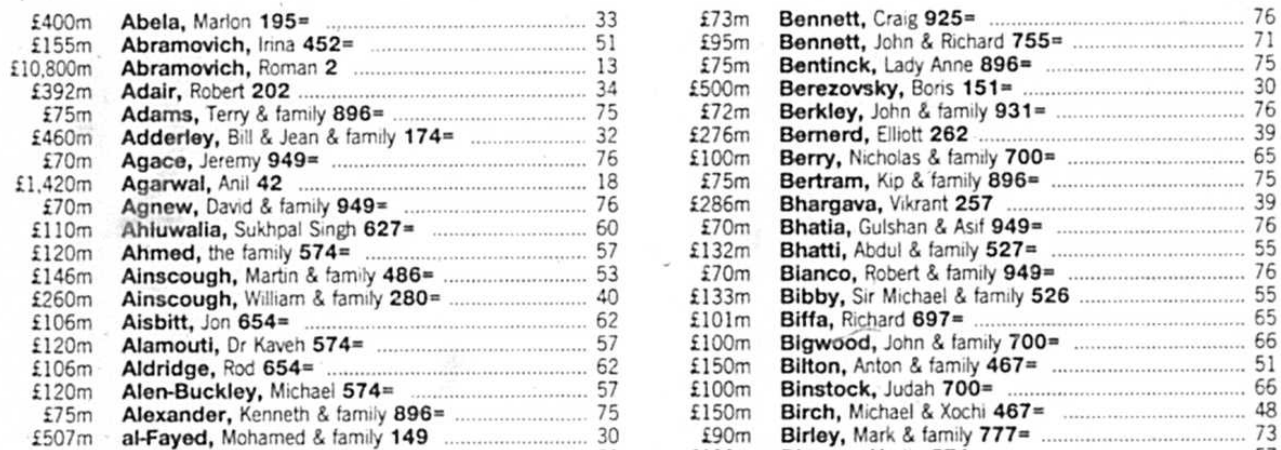 £400m Abela, Marlon 195= 33
£155m Abramovich, Irina 452= 51
£10,800m Abramovich, Roman 2 13
£392m Adair, Robert 202 34
£75m Adams, Terry & family 896= 75
£460m Adderley, Bill & Jean & family 174= 32
£70m Agace, Jeremy 949= 76
£1,420m Agarwal, Anil 42 18
£70m Agnew, David & family 949= 76
£110m Ahluwalia, Sukhpal Singh 627= 60
£120m Ahmed, the family 574= 57
£146m Ainscough, Martin & family 486= 53
£260m Ainscough, William & family 280= 40
£106m Aisbitt, Jon 654= 62
£120m Alamouti, Dr Kaveh 574= 57
£106m Aldridge, Rod 654= 62
£120m Alen-Buckley, Michael 574= 57
£75m Alexander, Kenneth & family 896= 75
£507m al-Fayed, Mohamed & family 149 30
£73m Bennett, Craig 925= 76
£95m Bennett, John & Richard 755= 71
£75m Bentinck, Lady Anne 896= 75
£500m Berezovsky, Boris 151= 30
£72m Berkley, John & family 931= 76
£276m Bernerd, Elliott 262 39
£100m Berry, Nicholas & family 700= 65
£75m Bertram, Kip & family 896= 75
£286m Bhargava, Vikrant 257 39
£70m Bhatia, Gulshan & Asif 949= 76
£132m Bhatti, Abdul & family 527= 55
£70m Bianco, Robert & family 949= 76
£133m Bibby, Sir Michael & family 526 55
£101m Biffa, Richard 697= 65
£100m Bigwood, John & family 700= 66
£150m Bilton, Anton & family 467= 51
£100m Binstock, Judah 700= 66
£150m Birch, Michael & Xochi 467= 48
£90m Birley, Mark & family 777= 73